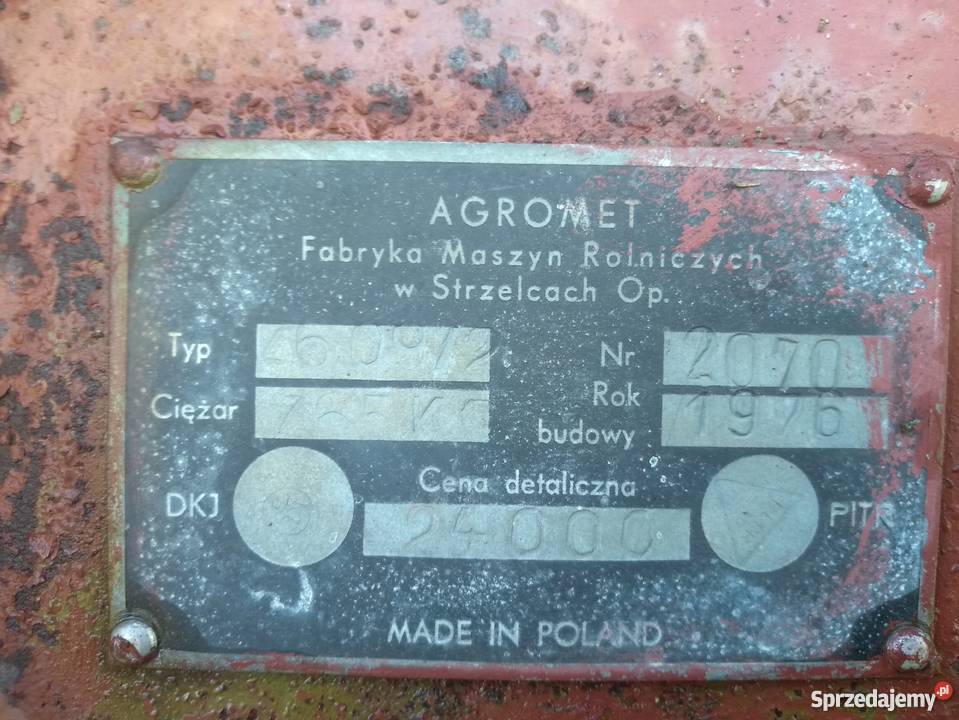 AGROMET
Fabryka Maszyn Rolniczych
w Strzelcach Op.
Typ
Nr 2070
Ciężar
Rok budowy 1976
DKJ
Cena detaliczna
24000
PITR
MADE IN POLAND
Sprzedajemy.pl